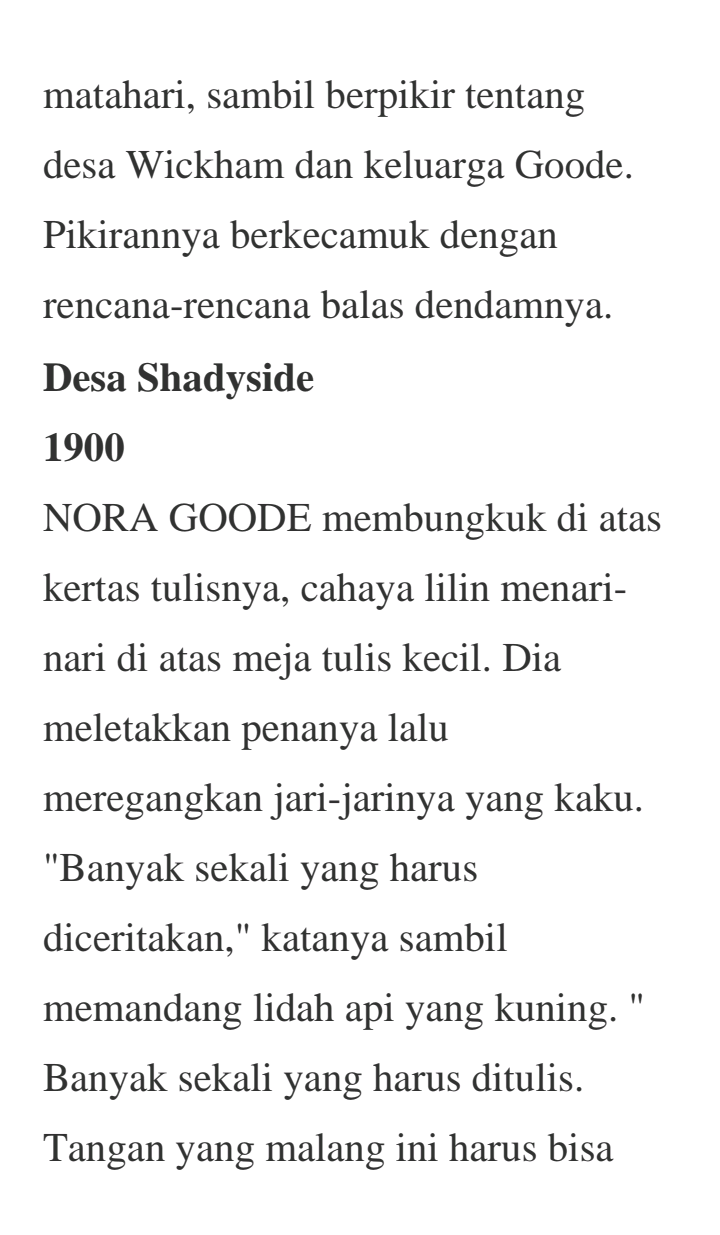 matahari, sambil berpikir tentang
desa Wickham dan keluarga Goode.
Pikirannya berkecamuk dengan
rencana-rencana balas dendamnya.
Desa Shadyside
1900
NORA GOODE membungkuk di atas
kertas tulisnya, cahaya lilin menari-
nari di atas meja tulis kecil. Dia
meletakkan penanya lalu
meregangkan jari-jarinya yang kaku.
"Banyak sekali yang harus
diceritakan," katanya sambil
memandang lidah api yang kuning. "
Banyak sekali yang harus ditulis.
Tangan yang malang ini harus bisa